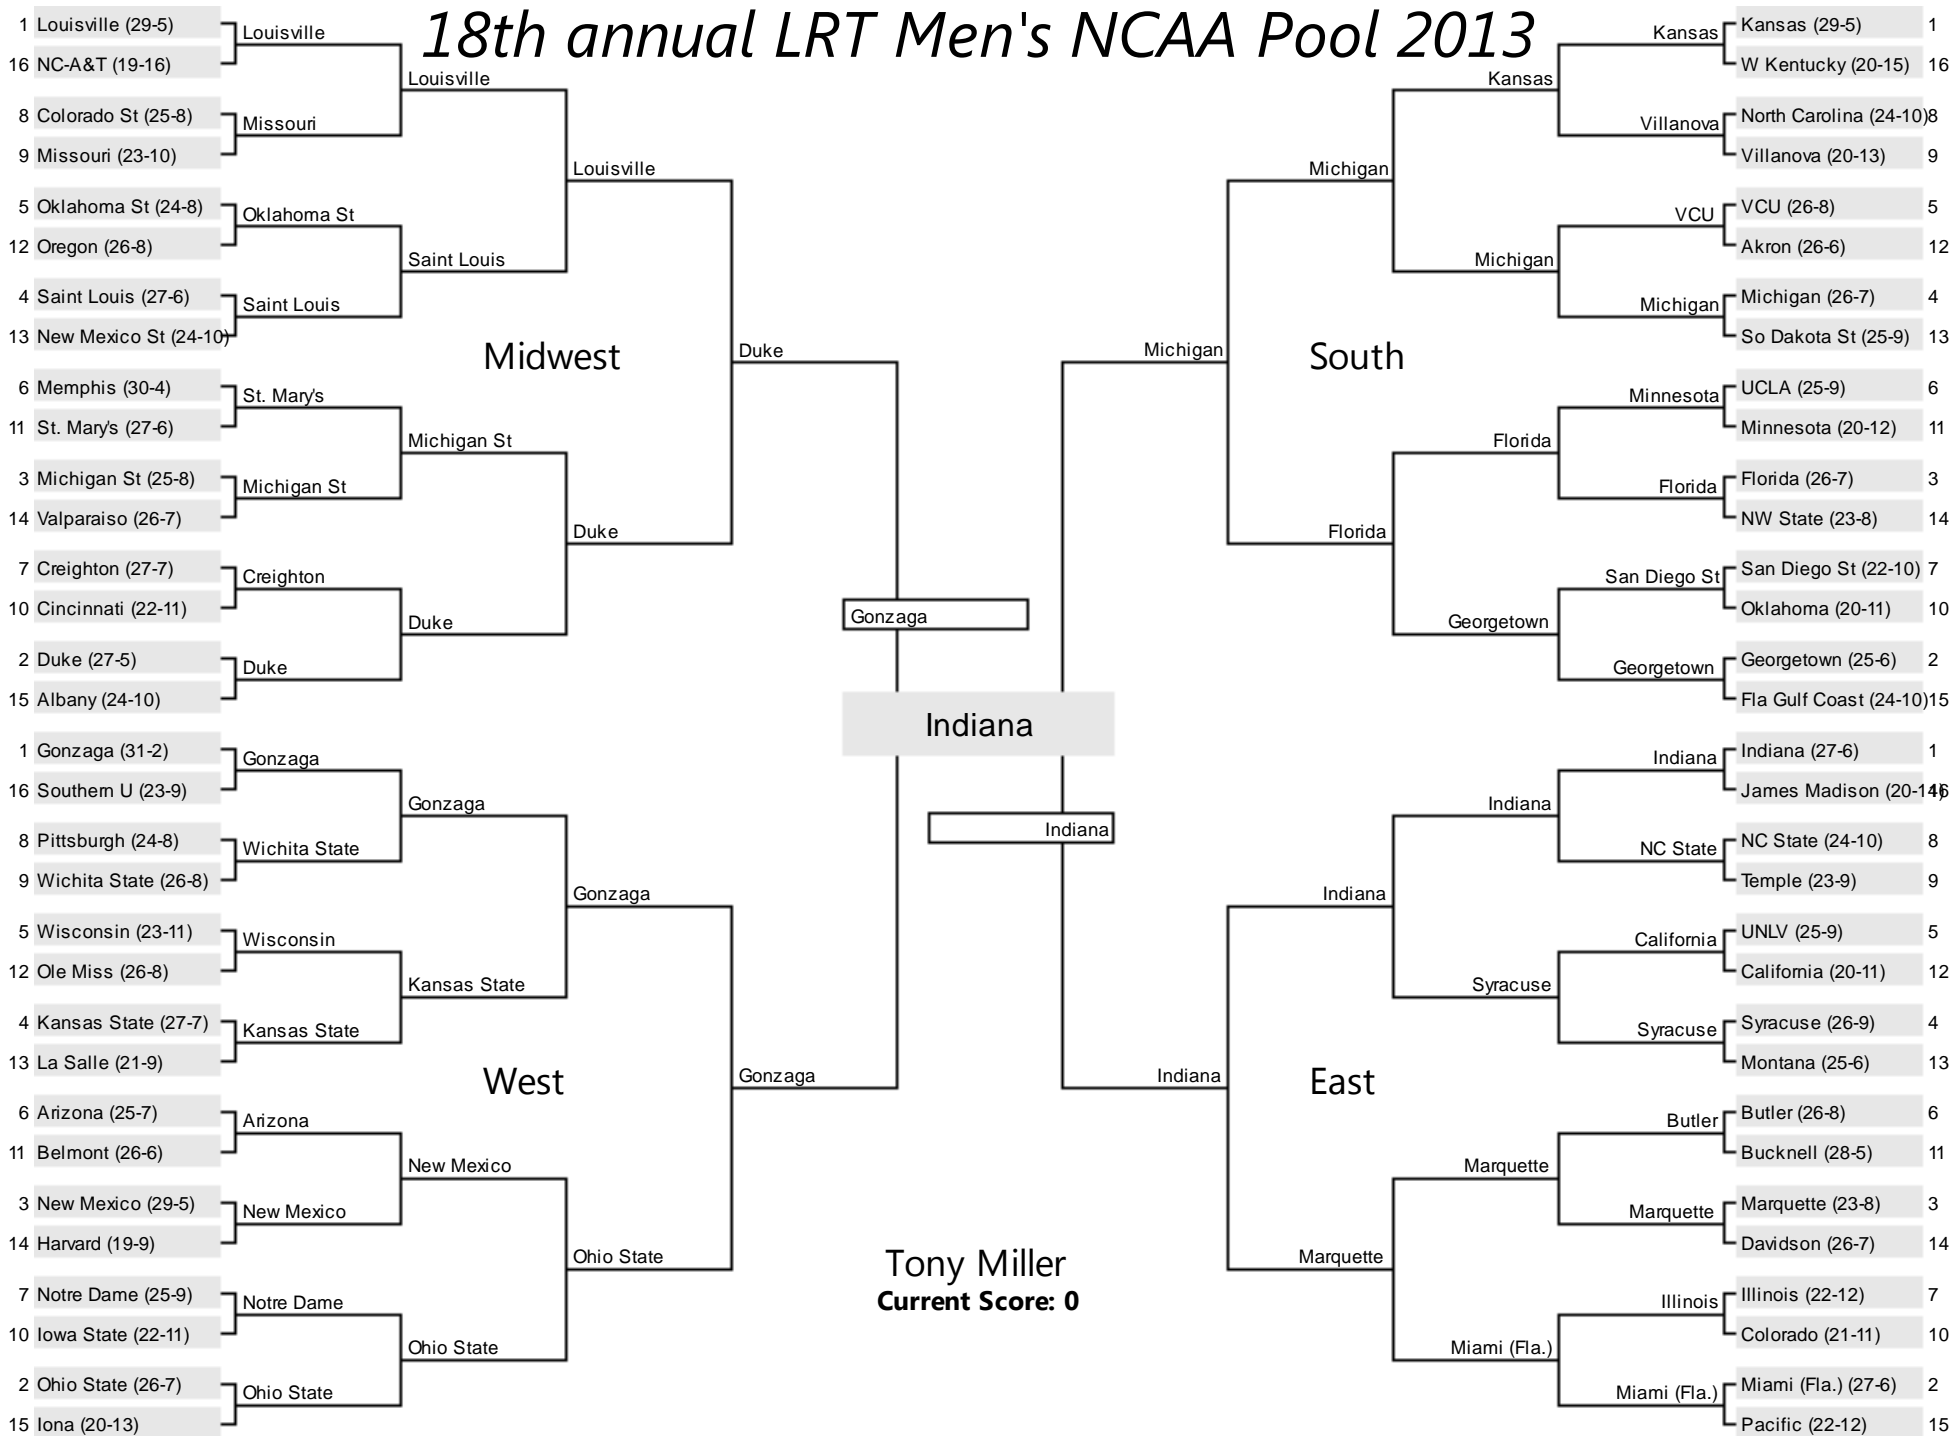 18th annual LRT Men's NCAA Pool 2013
1 Louisville (29-5)
16 NC-A&T (19-16)
8 Colorado St (25-8)
9 Missouri (23-10)
5 Oklahoma St (24-8)
12 Oregon (26-8)
4 Saint Louis (27-6)
13 New Mexico St (24-10)
6 Memphis (30-4)
11 St. Mary's (27-6)
3 Michigan St (25-8)
14 Valparaiso (26-7)
7 Creighton (27-7)
10 Cincinnati (22-11)
2 Duke (27-5)
15 Albany (24-10)
Louisville
Missouri
Oklahoma St
Saint Louis
St. Mary's
Michigan St
Creighton
Duke
Louisville
Saint Louis
Michigan St
Duke
Louisville
Duke
Midwest
Duke
1 Gonzaga (31-2)
16 Southern U (23-9)
8 Pittsburgh (24-8)
9 Wichita State (26-8)
5 Wisconsin (23-11)
12 Ole Miss (26-8)
4 Kansas State (27-7)
13 La Salle (21-9)
6 Arizona (25-7)
11 Belmont (26-6)
3 New Mexico (29-5)
14 Harvard (19-9)
7 Notre Dame (25-9)
10 Iowa State (22-11)
2 Ohio State (26-7)
15 Iona (20-13)
Gonzaga
Wichita State
Wisconsin
Kansas State
Arizona
New Mexico
Notre Dame
Ohio State
Gonzaga
Kansas State
New Mexico
Ohio State
Gonzaga
Ohio State
West
Gonzaga
Gonzaga
Indiana
Indiana
Tony Miller
Current Score: 0
Kansas (29-5) 1
W Kentucky (20-15) 16
North Carolina (24-10) 8
Villanova (20-13) 9
VCU (26-8) 5
Akron (26-6) 12
Michigan (26-7) 4
So Dakota St (25-9) 13
UCLA (25-9) 6
Minnesota (20-12) 11
Florida (26-7) 3
NW State (23-8) 14
San Diego St (22-10) 7
Oklahoma (20-11) 10
Georgetown (25-6) 2
Fla Gulf Coast (24-10) 15
Kansas
Villanova
VCU
Michigan
Minnesota
Florida
San Diego St
Georgetown
Kansas
Michigan
Florida
Georgetown
Michigan
Florida
South
Michigan
Indiana (27-6) 1
James Madison (20-14) 16
NC State (24-10) 8
Temple (23-9) 9
UNLV (25-9) 5
California (20-11) 12
Syracuse (26-9) 4
Montana (25-6) 13
Butler (26-8) 6
Bucknell (28-5) 11
Marquette (23-8) 3
Davidson (26-7) 14
Illinois (22-12) 7
Colorado (21-11) 10
Miami (Fla.) (27-6) 2
Pacific (22-12) 15
Indiana
NC State
California
Syracuse
Butler
Marquette
Illinois
Miami (Fla.)
Indiana
Syracuse
Marquette
Miami (Fla.)
Indiana
Marquette
East
Indiana